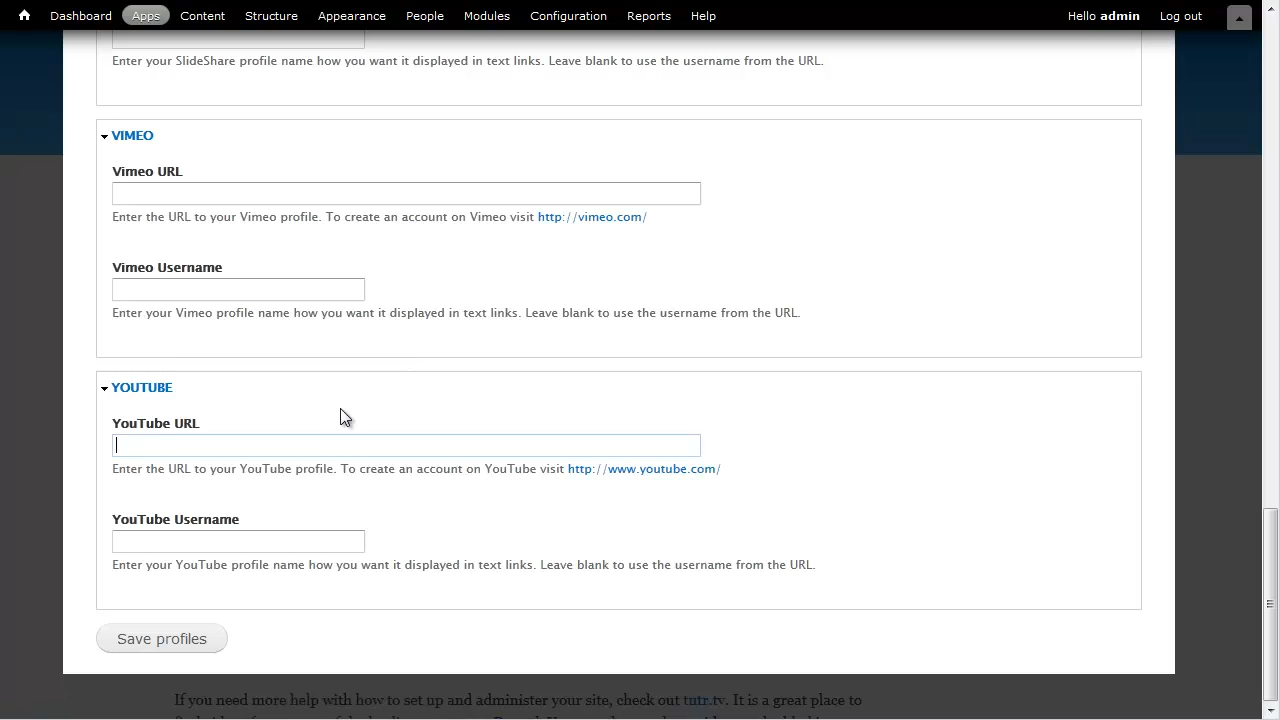 Dashboard Apps Content Structure Appearance People Modules Configuration Reports Help Hello admin Log out
Enter your SlideShare profile name how you want it displayed in text links. Leave blank to use the username from the URL.
VIMEO
Vimeo URL
Enter the URL to your Vimeo profile. To create an account on Vimeo visit http://vimeo.com/
Vimeo Username
Enter your Vimeo profile name how you want it displayed in text links. Leave blank to use the username from the URL.
YOUTUBE
YouTube URL
Enter the URL to your YouTube profile. To create an account on YouTube visit http://www.youtube.com/
YouTube Username
Enter your YouTube profile name how you want it displayed in text links. Leave blank to use the username from the URL.
Save profiles
If you need more help with how to set up and administer your site, check out tutr.tv. It is a great place to